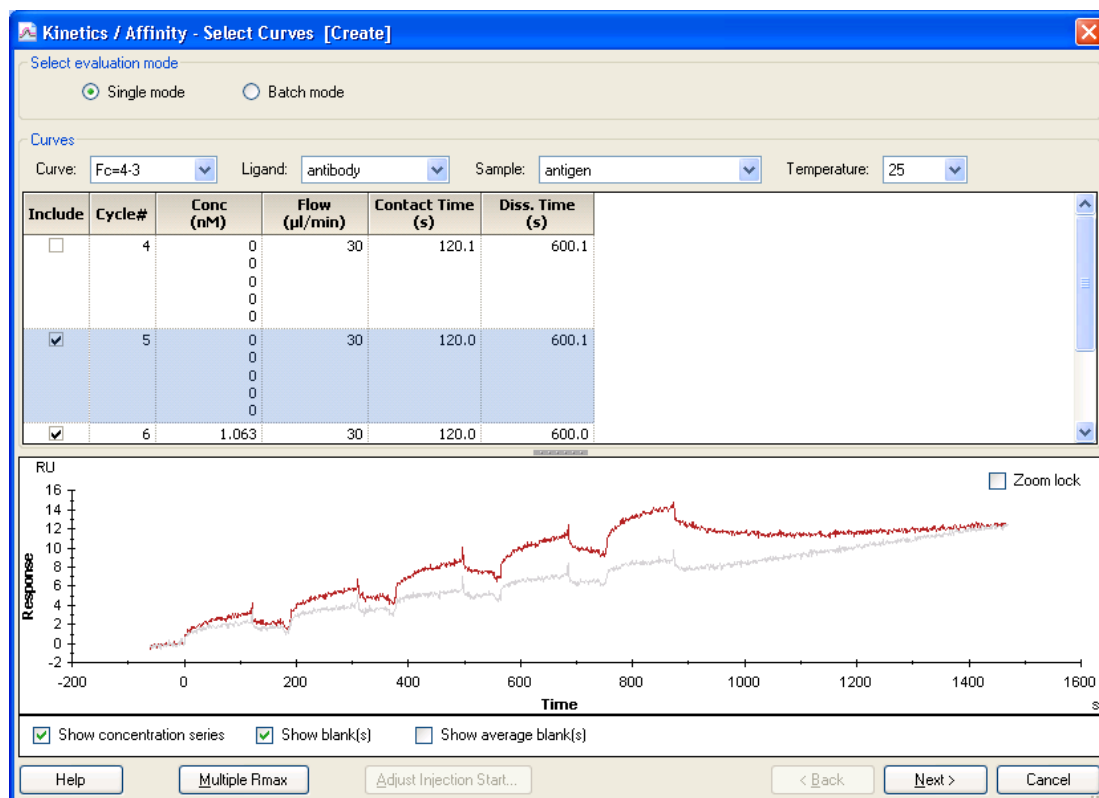 Kinetics / Affinity - Select Curves [Create]
Select evaluation mode
Single mode Batch mode
Curves
Curve: Fc=4-3 Ligand: antibody Sample: antigen Temperature: 25
Include Cycle# Conc (nM) Flow (µl/min) Contact Time (s) Diss. Time (s)
4 0 30 120.1 600.1
0
0
0
0
5 0 30 120.0 600.1
0
0
0
0
6 1.063 30 120.0 600.0
RU
Zoom lock
16
14
12
10
8
6
4
2
0
-2
Response
-200 0 200 400 600 800 1000 1200 1400 1600
Time
s
Show concentration series Show blank(s) Show average blank(s)
Help Multiple Rmax Adjust Injection Start... < Back Next > Cancel